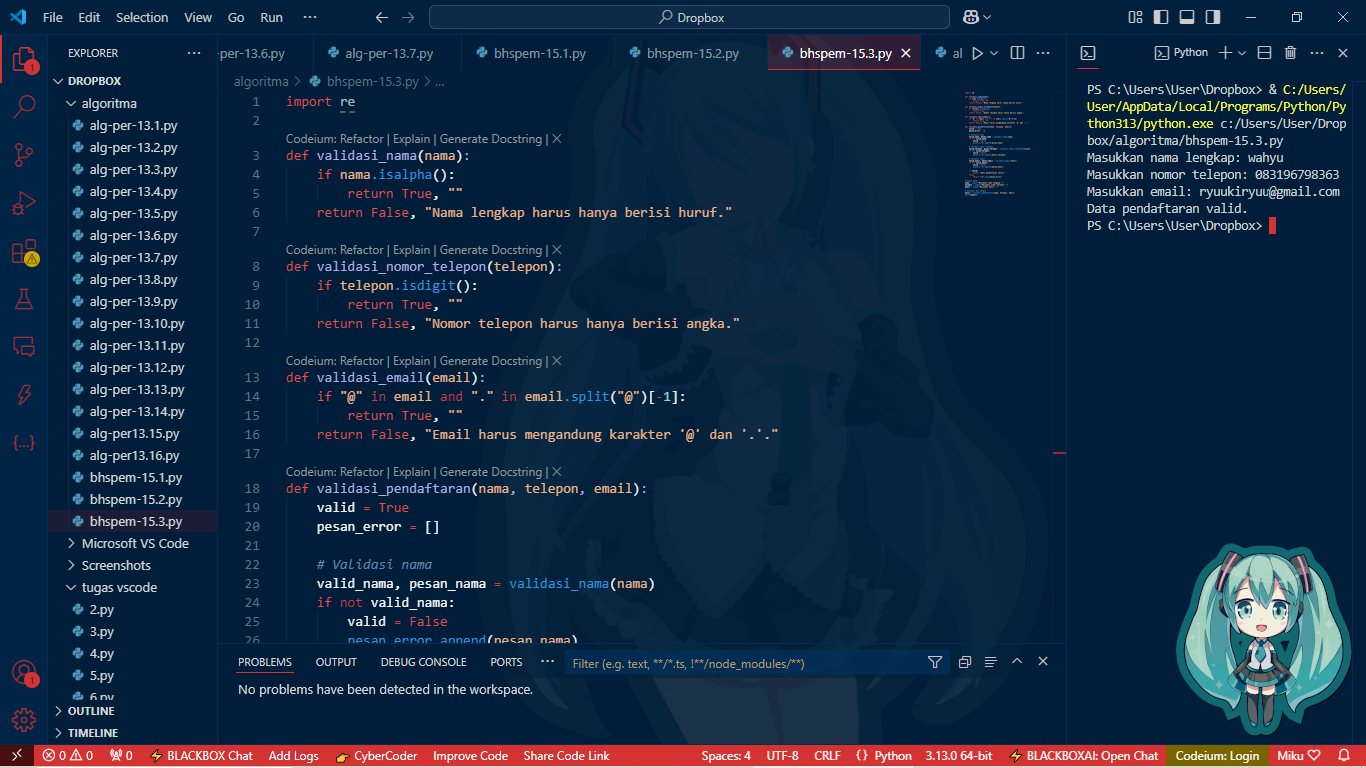 File Edit Selection View Go Run ··· Dropbox
EXPLORER ···
-per-13.6.py alg-per-13.7.py bhspem-15.1.py bhspem-15.2.py bhspem-15.3.py al
DROPBOX
algoritma
alg-per-13.1.py
alg-per-13.2.py
alg-per-13.3.py
alg-per-13.4.py
alg-per-13.5.py
alg-per-13.6.py
alg-per-13.7.py
alg-per-13.8.py
alg-per-13.9.py
alg-per-13.10.py
alg-per-13.11.py
alg-per-13.12.py
alg-per-13.13.py
alg-per-13.14.py
alg-per13.15.py
alg-per13.16.py
bhspem-15.1.py
bhspem-15.2.py
bhspem-15.3.py
Microsoft VS Code
Screenshots
tugas vscode
2.py
3.py
4.py
5.py
6.py
OUTLINE
TIMELINE
algoritma > bhspem-15.3.py > ...
1 import re
2
Codeium: Refactor | Explain | Generate Docstring | X
3 def validasi_nama(nama):
4 if nama.isalpha():
5 return True, ""
6 return False, "Nama lengkap harus hanya berisi huruf."
7
Codeium: Refactor | Explain | Generate Docstring | X
8 def validasi_nomor_telepon(telepon):
9 if telepon.isdigit():
10 return True, ""
11 return False, "Nomor telepon harus hanya berisi angka."
12
Codeium: Refactor | Explain | Generate Docstring | X
13 def validasi_email(email):
14 if "@" in email and "." in email.split("@")[-1]:
15 return True, ""
16 return False, "Email harus mengandung karakter '@' dan '.'."
17
Codeium: Refactor | Explain | Generate Docstring | X
18 def validasi_pendaftaran(nama, telepon, email):
19 valid = True
20 pesan_error = []
21
22 # Validasi nama
23 valid_nama, pesan_nama = validasi_nama(nama)
24 if not valid_nama:
25 valid = False
26 pesan_error.append(pesan_nama)
Python
PS C:\Users\User\Dropbox> & C:/Users/
User/AppData/Local/Programs/Python/Py
thon313/python.exe c:/Users/User/Drop
box/algoritma/bhspem-15.3.py
Masukkan nama lengkap: wahyu
Masukkan nomor telepon: 083196798363
Masukkan email: ryuukiryuu@gmail.com
Data pendaftaran valid.
PS C:\Users\User\Dropbox>
PROBLEMS OUTPUT DEBUG CONSOLE PORTS ··· Filter (e.g. text, **/*.ts, !**/node_modules/**)
No problems have been detected in the workspace.
0 0 0 BLACKBOX Chat Add Logs CyberCoder Improve Code Share Code Link Spaces: 4 UTF-8 CRLF {} Python 3.13.0 64-bit BLACKBOXAI: Open Chat Codeium: Login Miku